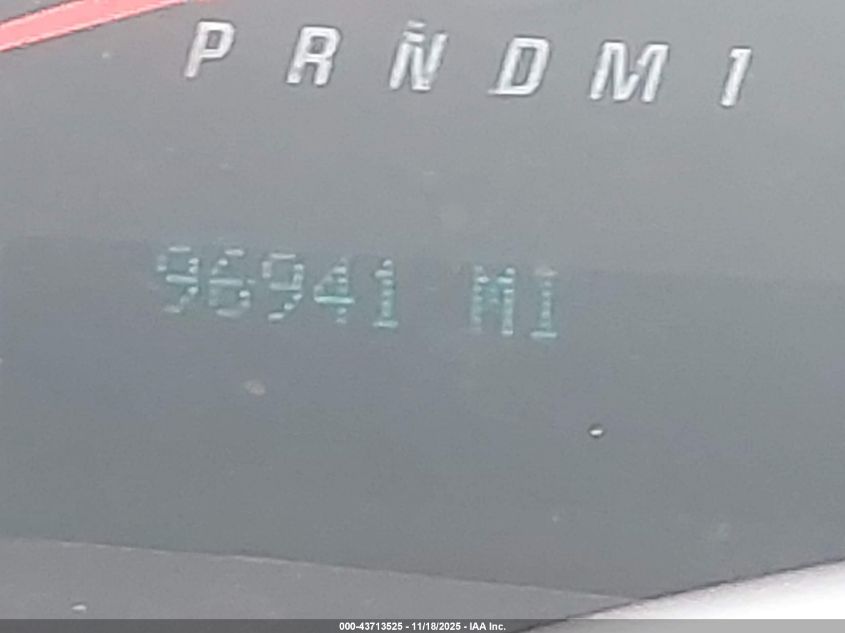 P R N D M 1
96941 Mi
000-43713525 - 11/18/2025 - IAA Inc.